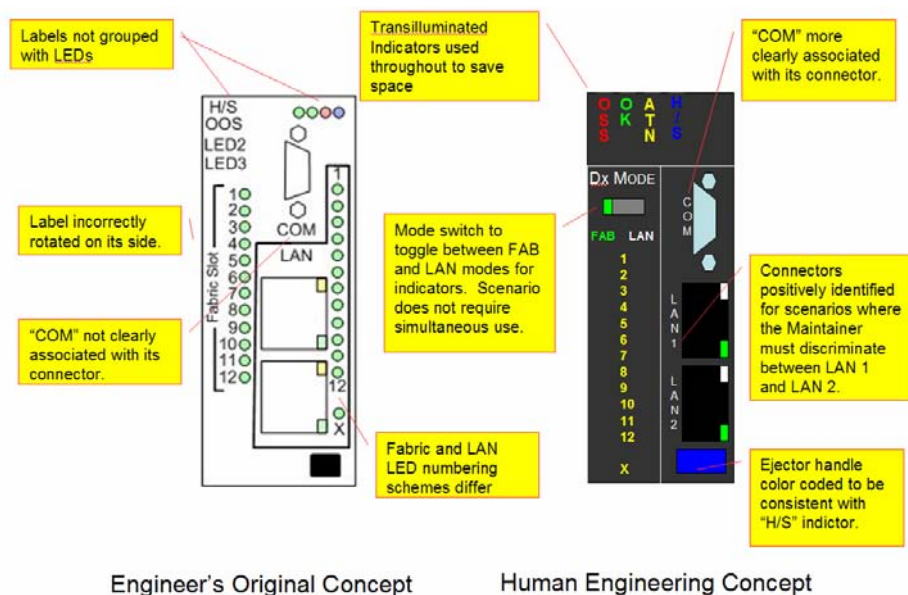 Labels not grouped
with LEDs
Transilluminated
Indicators used
throughout to save
space
“COM” more
clearly associated
with its connector.
H/S
OOS
LED2
LED3
1
2
3
4
5
6
7
8
9
10
11
12
Fabric Slot
COM
LAN
1
12
X
Label incorrectly
rotated on its side.
“COM” not clearly
associated with its
connector.
Mode switch to
toggle between FAB
and LAN modes for
indicators. Scenario
does not require
simultaneous use.
Fabric and LAN
LED numbering
schemes differ
OSS
OK
ATN
H/S
Dx MODE
FAB LAN
1
2
3
4
5
6
7
8
9
10
11
12
X
COM
LAN1
LAN2
Connectors
positively identified
for scenarios where
the Maintainer
must discriminate
between LAN 1
and LAN 2.
Ejector handle
color coded to be
consistent with
“H/S” indictor.
Engineer’s Original Concept
Human Engineering Concept